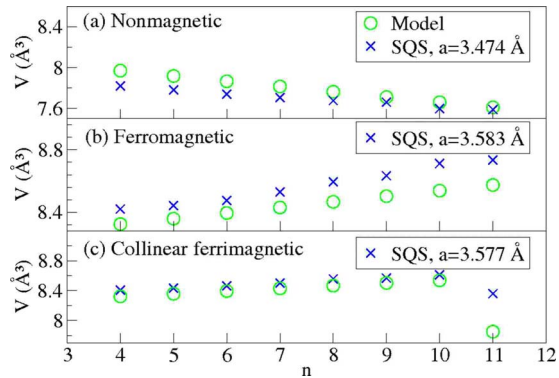 (a) Nonmagnetic
Model
SQS, a=3.474 Å
8.4
8
7.6
V (Å³)
(b) Ferromagnetic
SQS, a=3.583 Å
8.8
8.4
V (Å³)
(c) Collinear ferrimagnetic
SQS, a=3.577 Å
8.8
8.4
8
V (Å³)
3 4 5 6 7 8 9 10 11 12
n